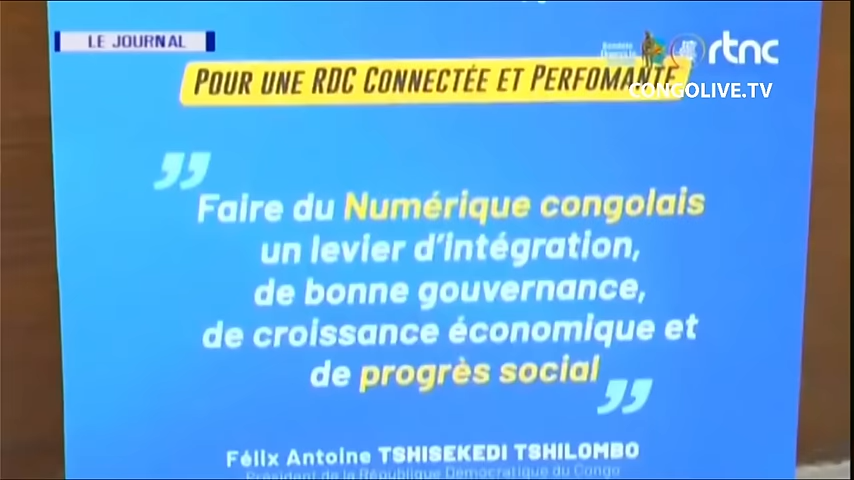 LE JOURNAL
rtnc
CONGOLIVE.TV
POUR UNE RDC CONNECTÉE ET PERFOMANTE
Faire du Numérique congolais
un levier d'intégration,
de bonne gouvernance,
de croissance économique et
de progrès social
Félix Antoine TSHISEKEDI TSHILOMBO
Président de la République Démocratique du Congo